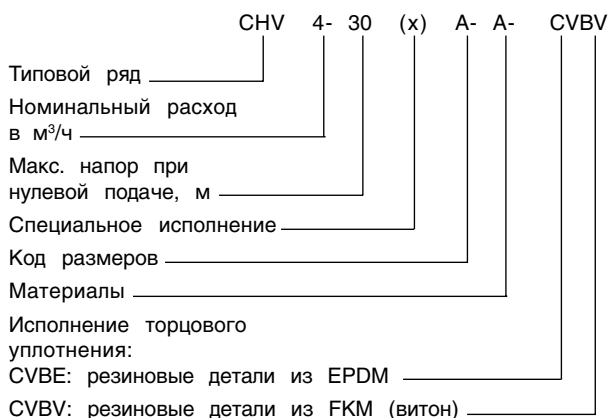 CHV 4- 30 (x) A- A- CVBV
Типовой ряд
Номинальный расход
в м³/ч
Макс. напор при
нулевой подаче, м
Специальное исполнение
Код размеров
Материалы
Исполнение торцового
уплотнения:
CVBE: резиновые детали из EPDM
CVBV: резиновые детали из FKM (витон)